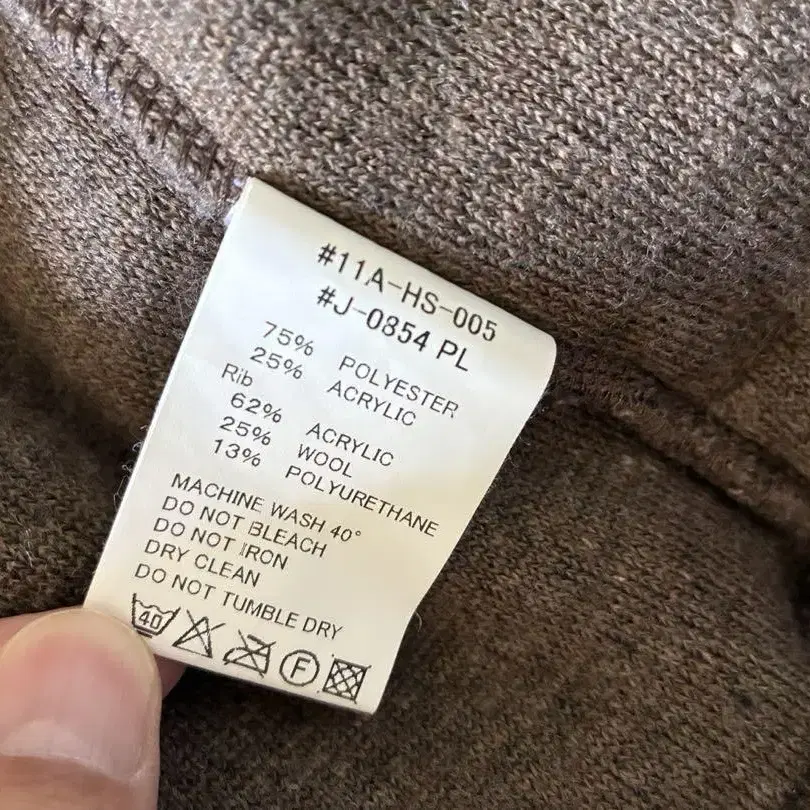 #11A-HS-005
#J-0854 PL
75% POLYESTER
25% ACRYLIC
Rib
62% ACRYLIC
25% WOOL
13% POLYURETHANE
MACHINE WASH 40°
DO NOT BLEACH
DO NOT IRON
DRY CLEAN
DO NOT TUMBLE DRY
40 F